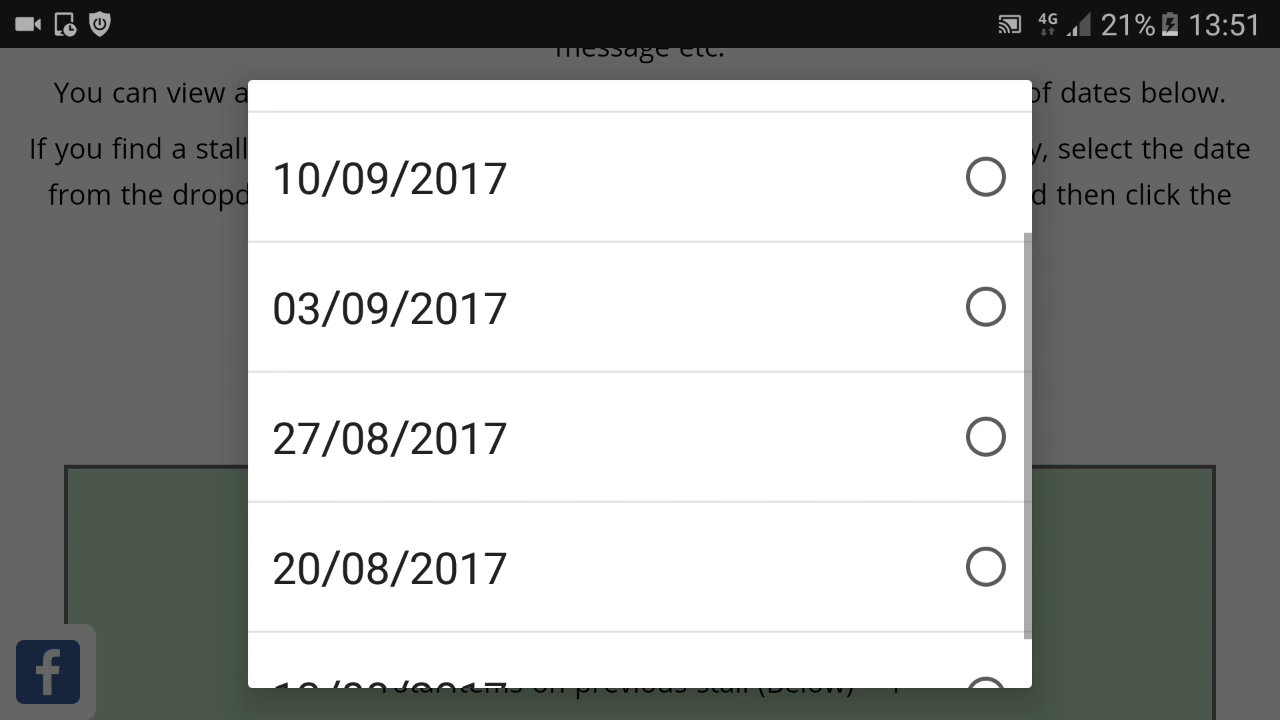 4G 21% 13:51
message etc.
You can view a of dates below.
If you find a stall y, select the date
from the dropd d then click the
10/09/2017
03/09/2017
27/08/2017
20/08/2017
items on previous stall (Below)